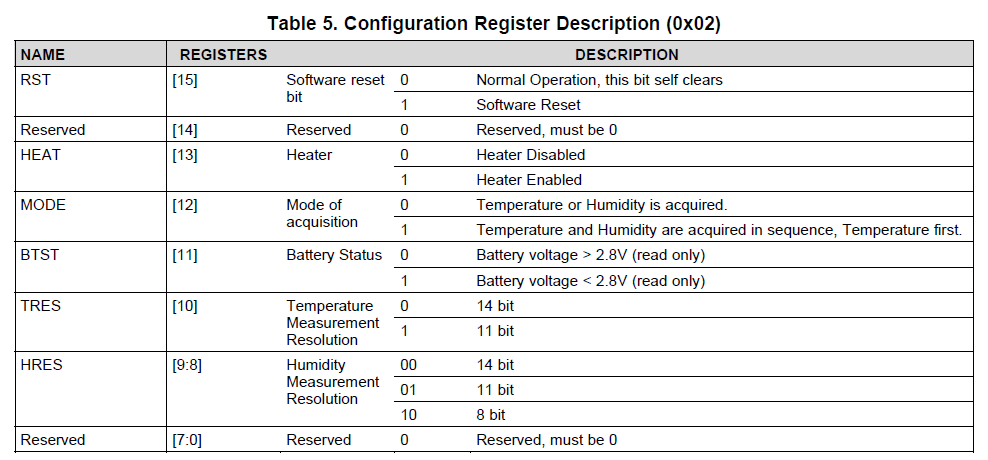 Table 5. Configuration Register Description (0x02)
NAME REGISTERS DESCRIPTION
RST [15] Software reset bit 0 Normal Operation, this bit self clears
1 Software Reset
Reserved [14] Reserved 0 Reserved, must be 0
HEAT [13] Heater 0 Heater Disabled
1 Heater Enabled
MODE [12] Mode of acquisition 0 Temperature or Humidity is acquired.
1 Temperature and Humidity are acquired in sequence, Temperature first.
BTST [11] Battery Status 0 Battery voltage > 2.8V (read only)
1 Battery voltage < 2.8V (read only)
TRES [10] Temperature Measurement Resolution 0 14 bit
1 11 bit
HRES [9:8] Humidity Measurement Resolution 00 14 bit
01 11 bit
10 8 bit
Reserved [7:0] Reserved 0 Reserved, must be 0